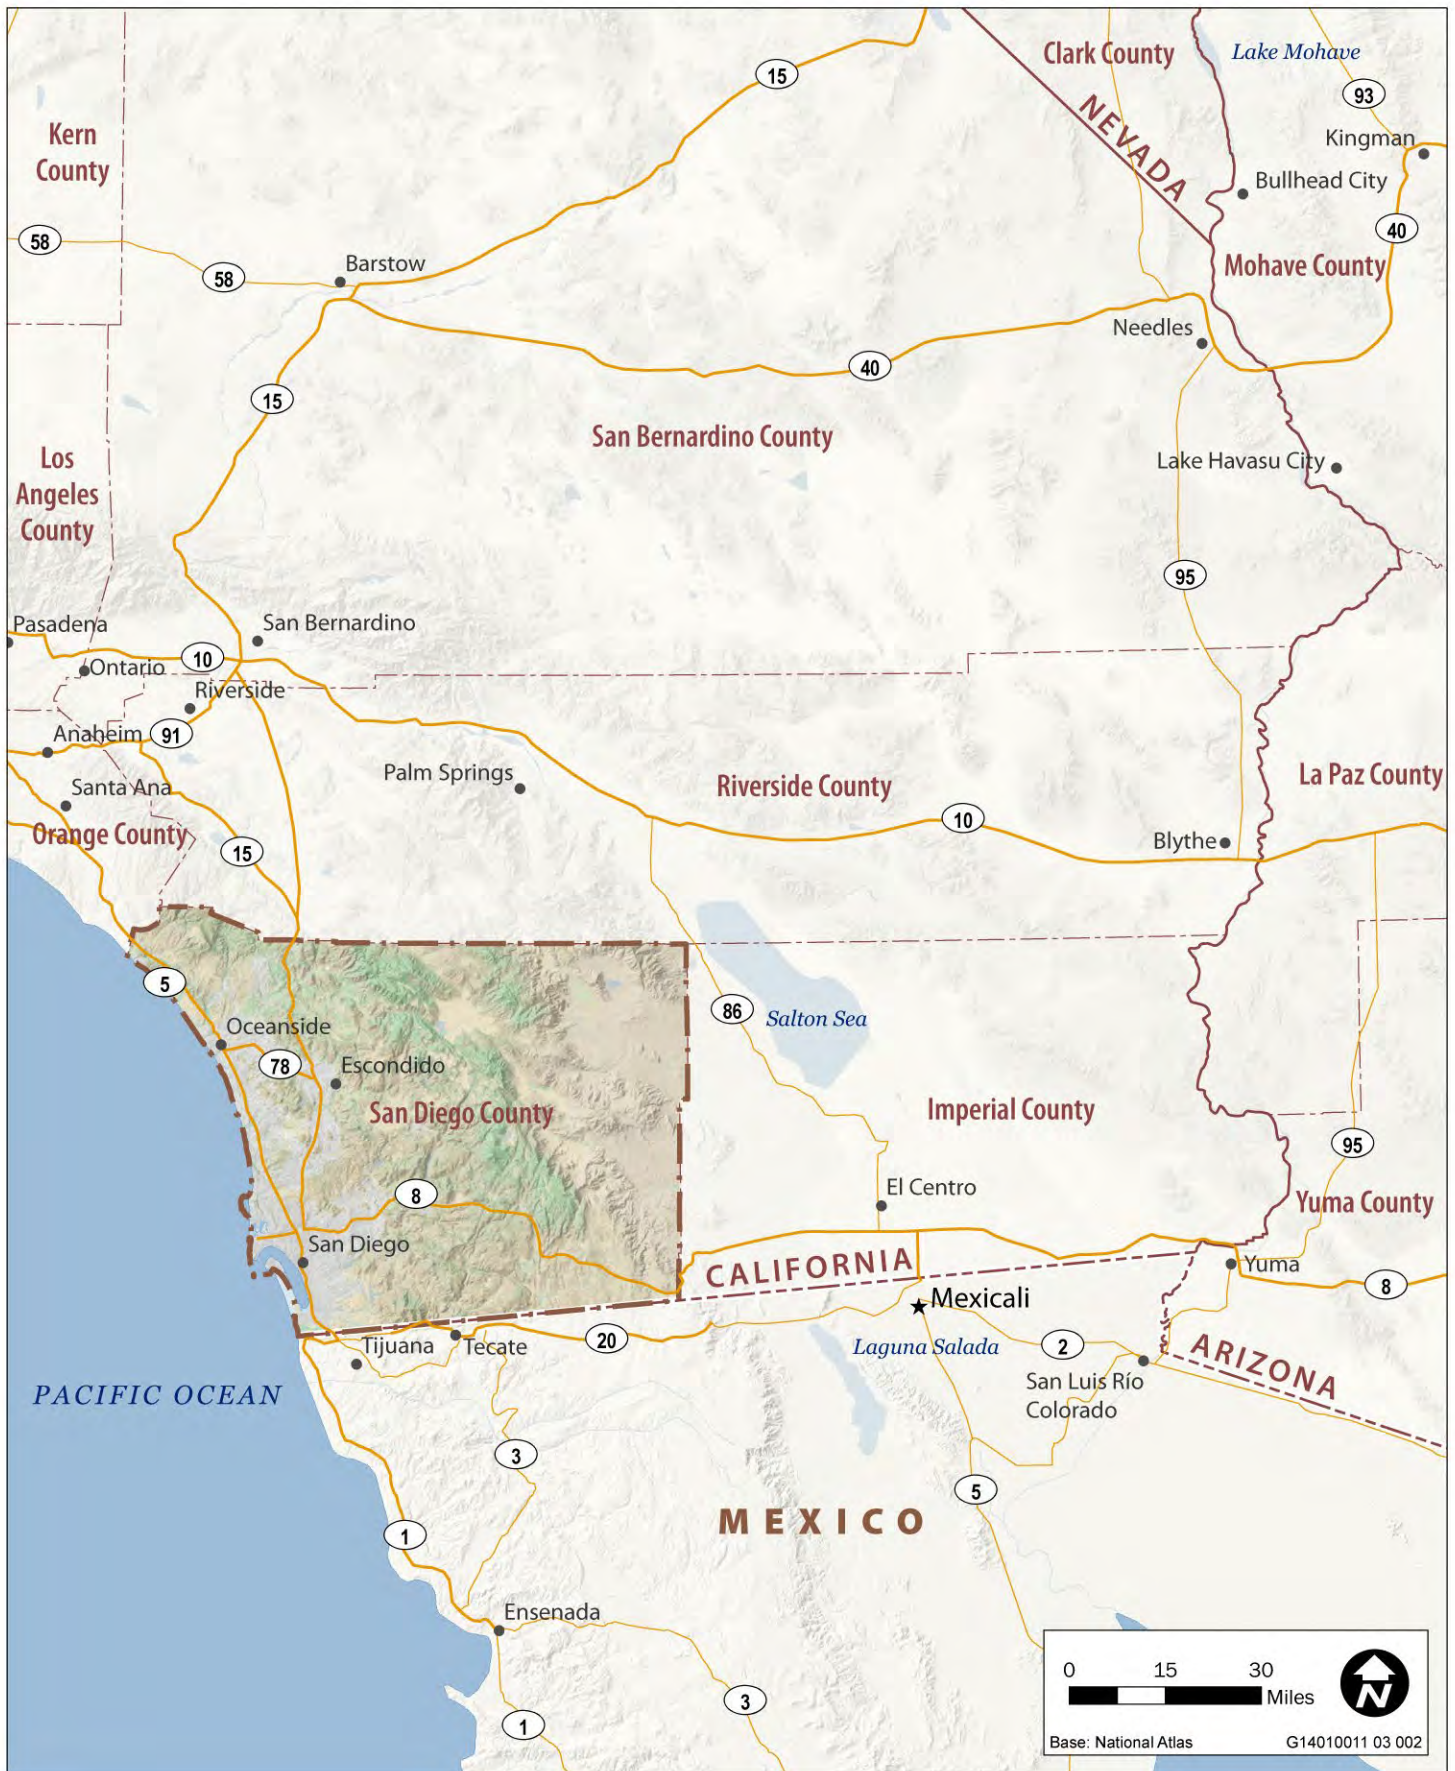 Clark County
Lake Mohave
15
93
NEVADA
Kern
County
Kingman
Bullhead City
58
40
Barstow
58
Mohave County
Needles
40
15
San Bernardino County
Los
Angeles
County
Lake Havasu City
95
Pasadena
San Bernardino
10
Ontario
Riverside
Anaheim
91
Palm Springs
Riverside County
La Paz County
Santa Ana
Orange County
10
Blythe
15
5
86
Salton Sea
Oceanside
78
Escondido
San Diego County
Imperial County
95
8
El Centro
Yuma County
San Diego
CALIFORNIA
Yuma
8
Mexicali
Tijuana
Tecate
20
Laguna Salada
2
ARIZONA
San Luis Río
Colorado
PACIFIC OCEAN
3
5
MEXICO
1
Ensenada
3
1
0 15 30
Miles
N
Base: National Atlas
G14010011 03 002